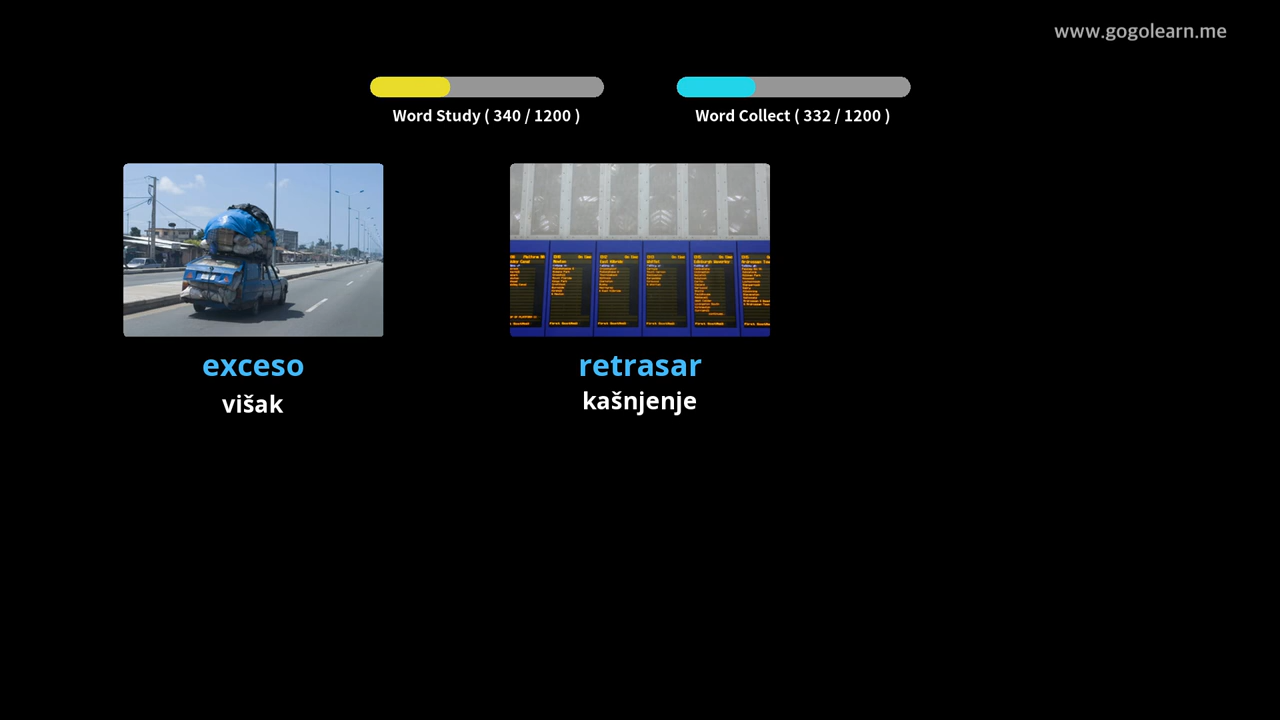 www.gogolearn.me
Word Study ( 340 / 1200 )
Word Collect ( 332 / 1200 )
exceso
višak
retrasar
kašnjenje